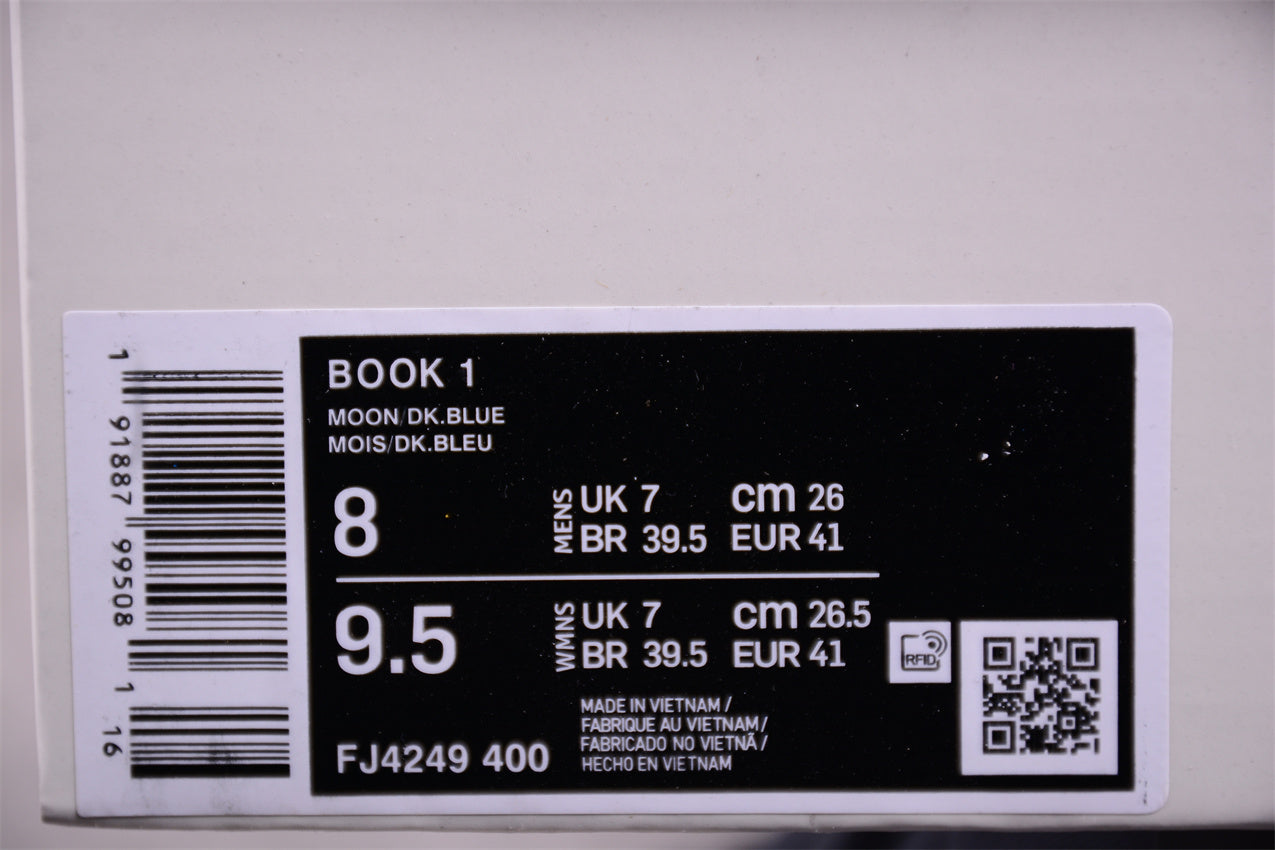 1 91887 99508 1
16
BOOK 1
MOON/DK.BLUE
MOIS/DK.BLEU
8
MENS
UK 7 cm 26
BR 39.5 EUR 41
9.5
WMNS
UK 7 cm 26.5
BR 39.5 EUR 41
RFID
FJ4249 400
MADE IN VIETNAM /
FABRIQUE AU VIETNAM /
FABRICADO NO VIETNÃ /
HECHO EN VIETNAM